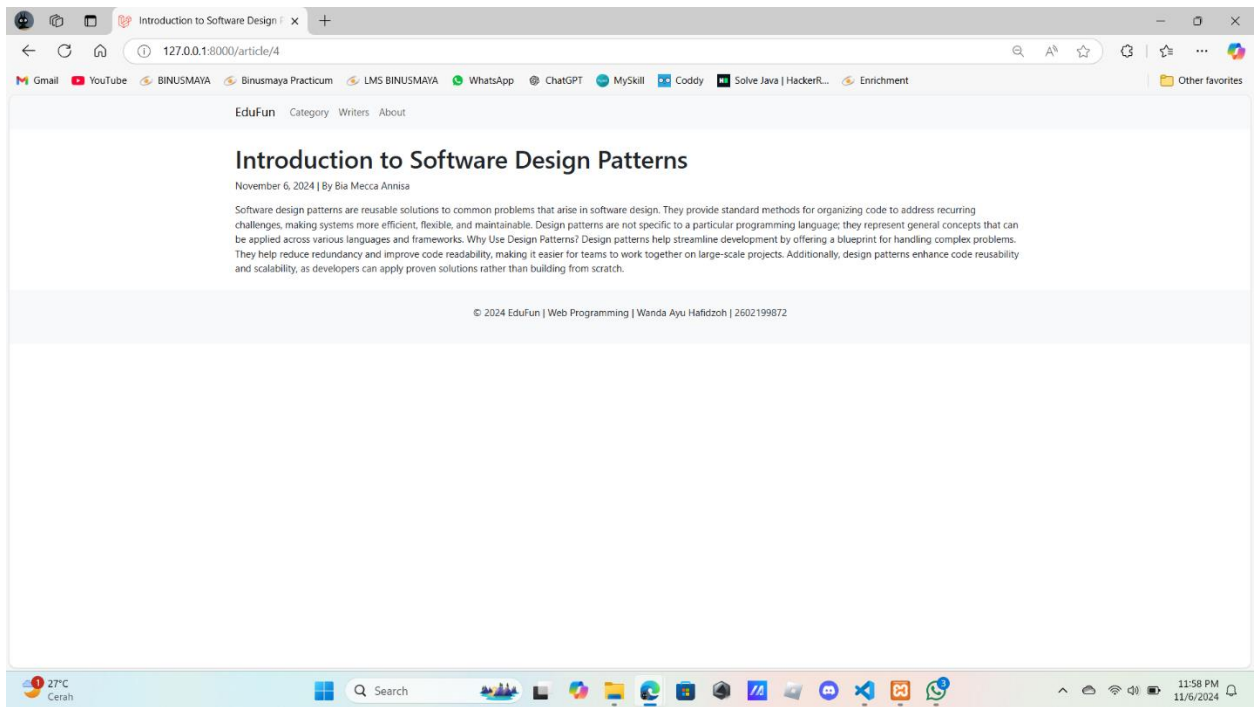 Introduction to Software Design
127.0.0.1:8000/article/4
Gmail YouTube BINUSMAYA Binusmaya Practicum LMS BINUSMAYA WhatsApp ChatGPT MySkill Coddy Solve Java | HackerR... Enrichment Other favorites
EduFun Category Writers About
Introduction to Software Design Patterns
November 6, 2024 | By Bia Mecca Annisa
Software design patterns are reusable solutions to common problems that arise in software design. They provide standard methods for organizing code to address recurring
challenges, making systems more efficient, flexible, and maintainable. Design patterns are not specific to a particular programming language; they represent general concepts that can
be applied across various languages and frameworks. Why Use Design Patterns? Design patterns help streamline development by offering a blueprint for handling complex problems.
They help reduce redundancy and improve code readability, making it easier for teams to work together on large-scale projects. Additionally, design patterns enhance code reusability
and scalability, as developers can apply proven solutions rather than building from scratch.
© 2024 EduFun | Web Programming | Wanda Ayu Hafidzoh | 2602199872
1 27°C
Cerah
Search
3
11:58 PM
11/6/2024